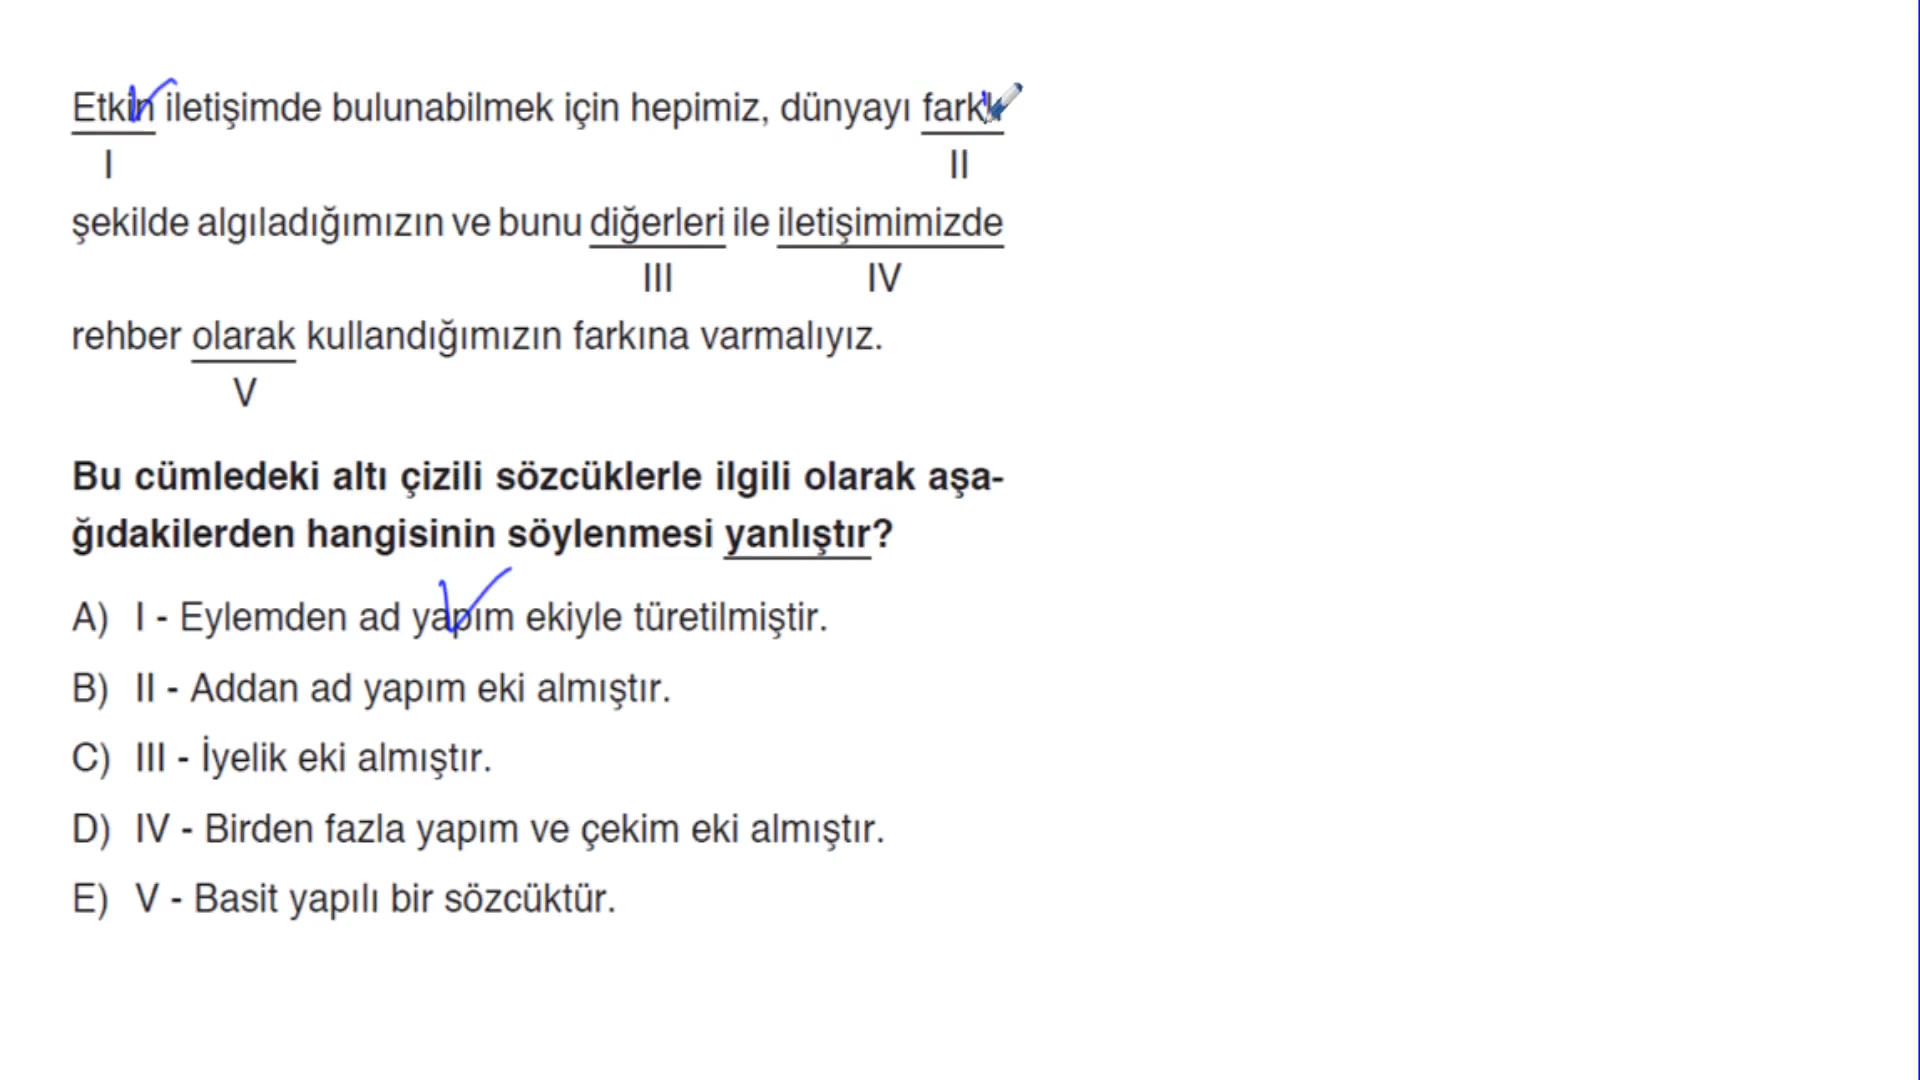 Etkin iletişimde bulunabilmek için hepimiz, dünyayı farklı
I II
şekilde algıladığımızın ve bunu diğerleri ile iletişimimizde
III IV
rehber olarak kullandığımızın farkına varmalıyız.
V
Bu cümledeki altı çizili sözcüklerle ilgili olarak aşa-
ğıdakilerden hangisinin söylenmesi yanlıştır?
A) I - Eylemden ad yapım ekiyle türetilmiştir.
B) II - Addan ad yapım eki almıştır.
C) III - İyelik eki almıştır.
D) IV - Birden fazla yapım ve çekim eki almıştır.
E) V - Basit yapılı bir sözcüktür.